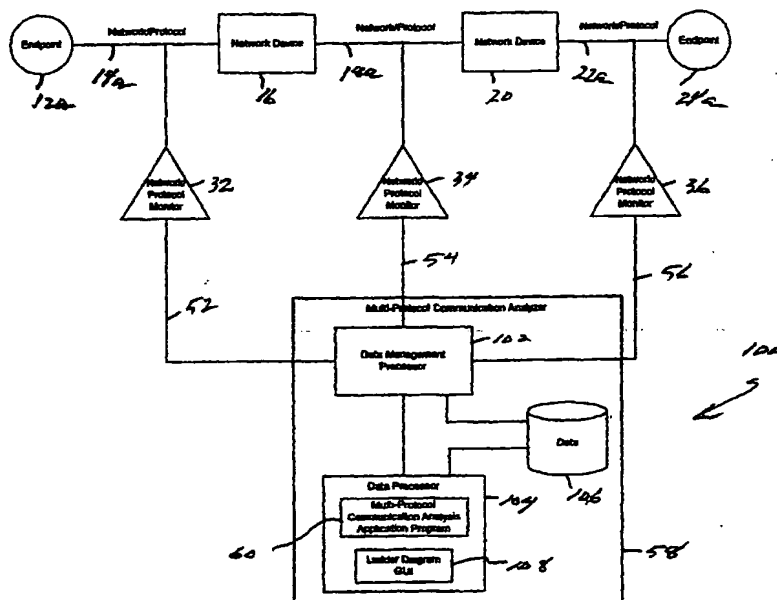 Network/Protocol
Network/Protocol
Network/Protocol
Endpoint
Network Device
Network Device
Endpoint
12a
14a
16
18a
20
22a
24a
Network
Protocol
Monitor
32
Network
Protocol
Monitor
34
Network
Protocol
Monitor
36
52
54
56
Multi-Protocol Communication Analyzer
Data Management
Processor
102
100
Data
106
Data Processor
104
Multi-Protocol
Communication Analysis
Application Program
60
Ladder Diagram
GUI
108
58